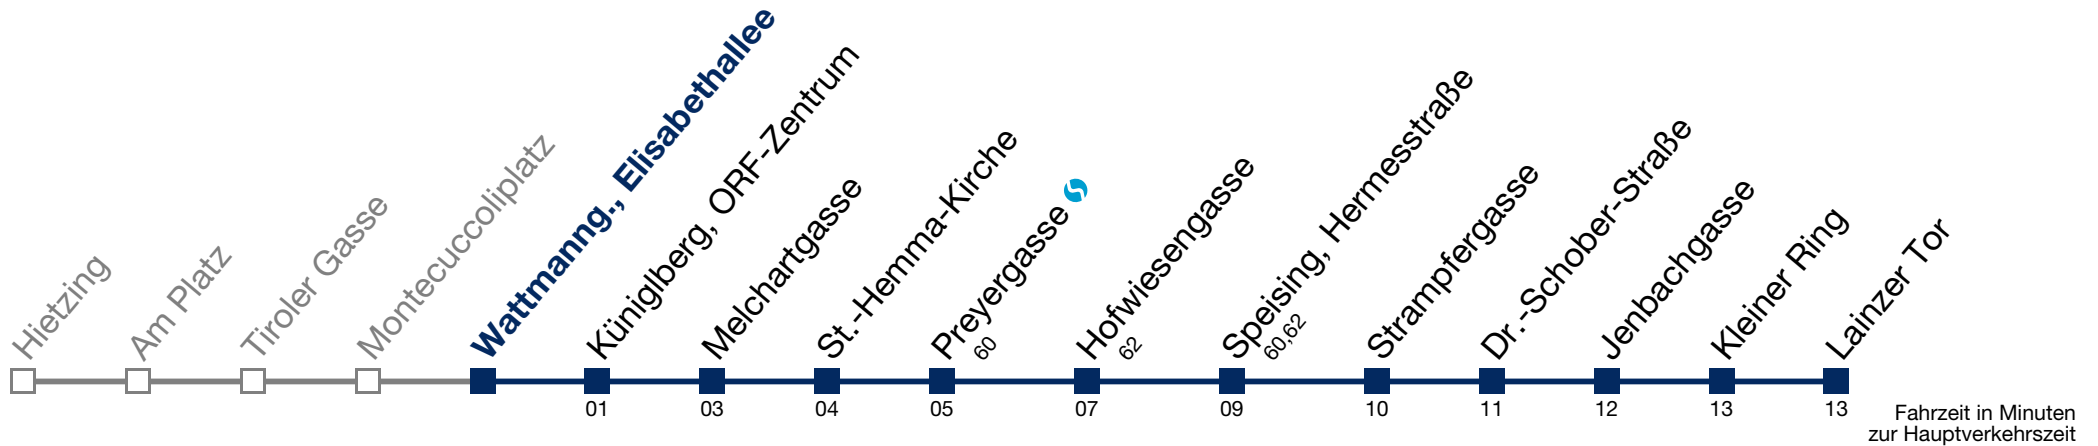 Hietzing
Am Platz
Tiroler Gasse
Montecuccoliplatz
Wattmanng., Elisabethallee
Küniglberg, ORF-Zentrum
Melchartgasse
St.-Hemma-Kirche
Preyergasse
60
Hofwiesengasse
62
Speising, Hermesstraße
60,62
Strampfergasse
Dr.-Schober-Straße
Jenbachgasse
Kleiner Ring
Lainzer Tor
01
03
04
05
07
09
10
11
12
13
13
Fahrzeit in Minuten
zur Hauptverkehrszeit